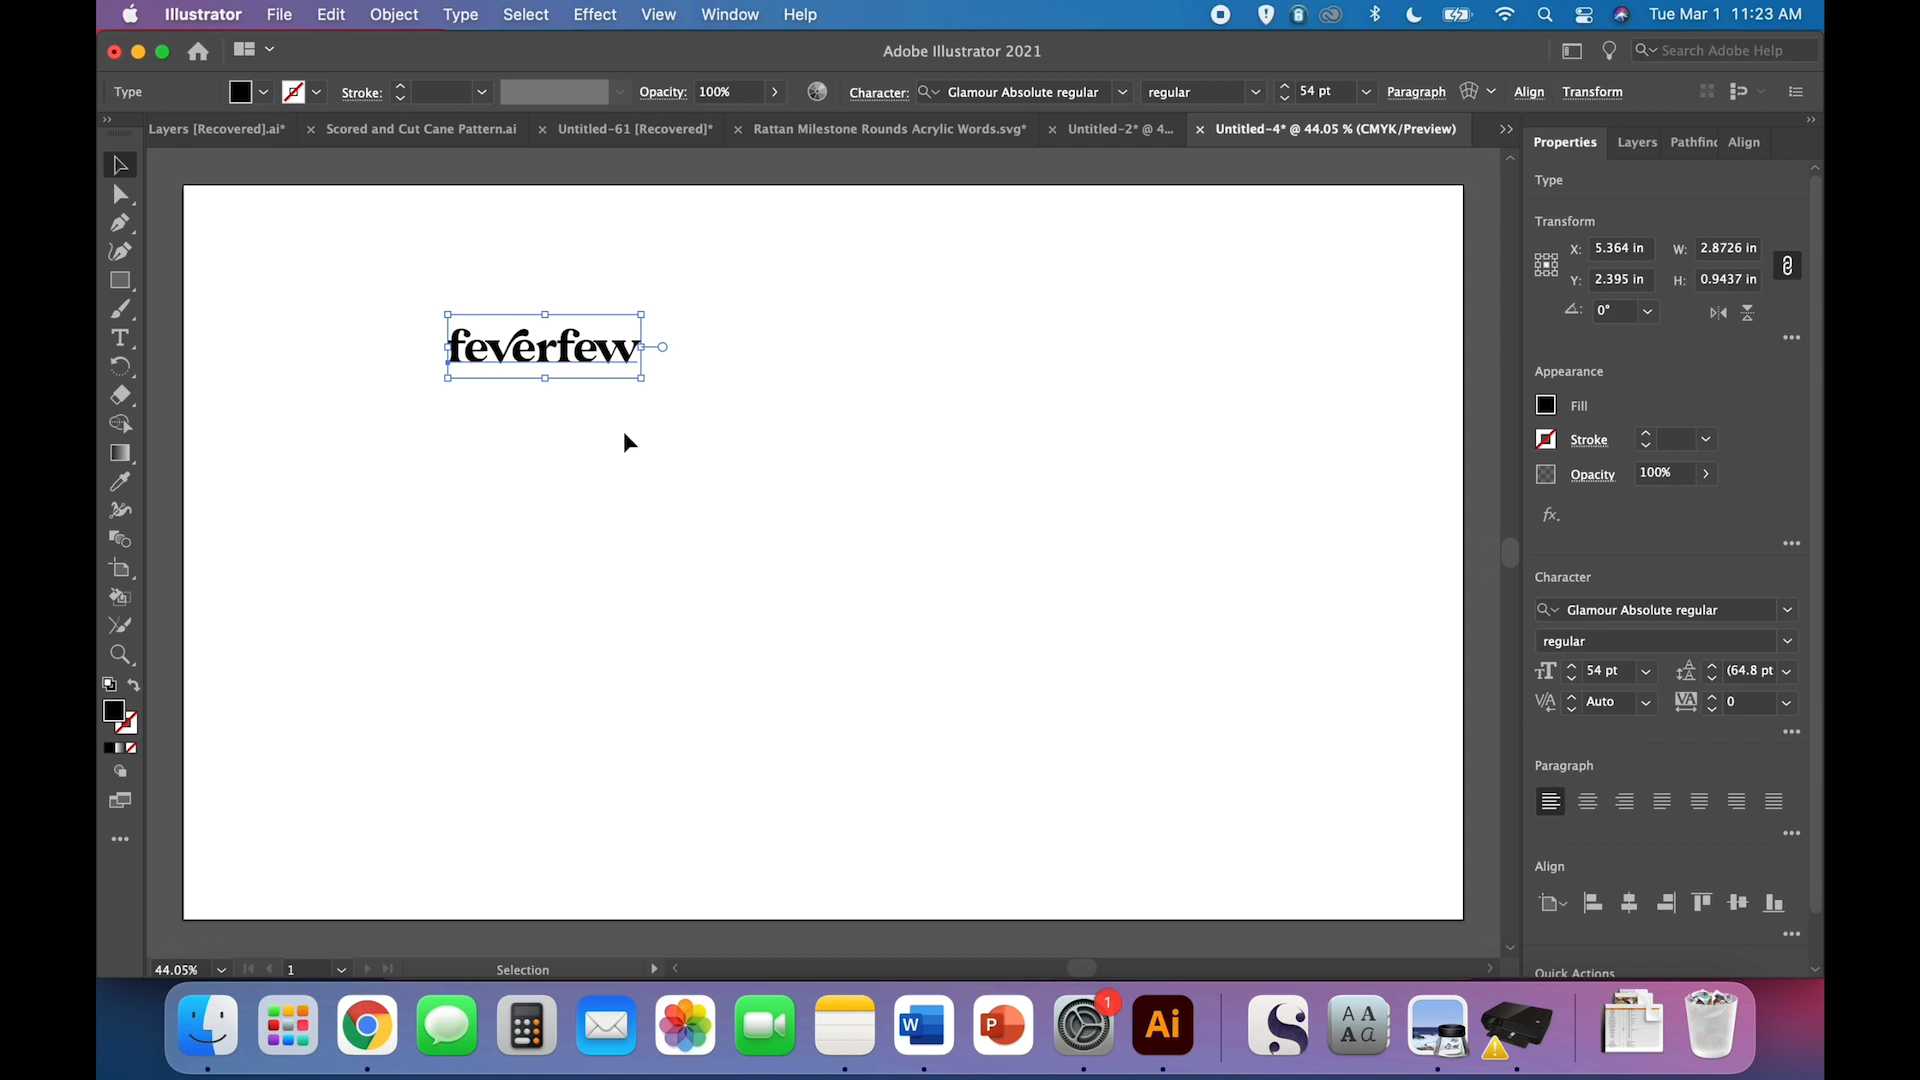 Illustrator File Edit Object Type Select Effect View Window Help Tue Mar 1 11:23 AM
Adobe Illustrator 2021 Search Adobe Help
Type Stroke: Opacity: 100% Character: Glamour Absolute regular regular 54 pt Paragraph Align Transform
Layers [Recovered].ai* Scored and Cut Cane Pattern.ai Untitled-61 [Recovered]* Rattan Milestone Rounds Acrylic Words.svg* Untitled-2* @ 4... Untitled-4* @ 44.05 % (CMYK/Preview)
Properties Layers Pathfinc Align
Type
Transform
X: 5.364 in W: 2.8726 in
Y: 2.395 in H: 0.9437 in
0°
feverfew
Appearance
Fill
Stroke
Opacity 100%
fx.
Character
Glamour Absolute regular
regular
54 pt (64.8 pt
Auto 0
Paragraph
Align
Quick Actions
44.05% 1 Selection
1
W P Ai
A A
A a